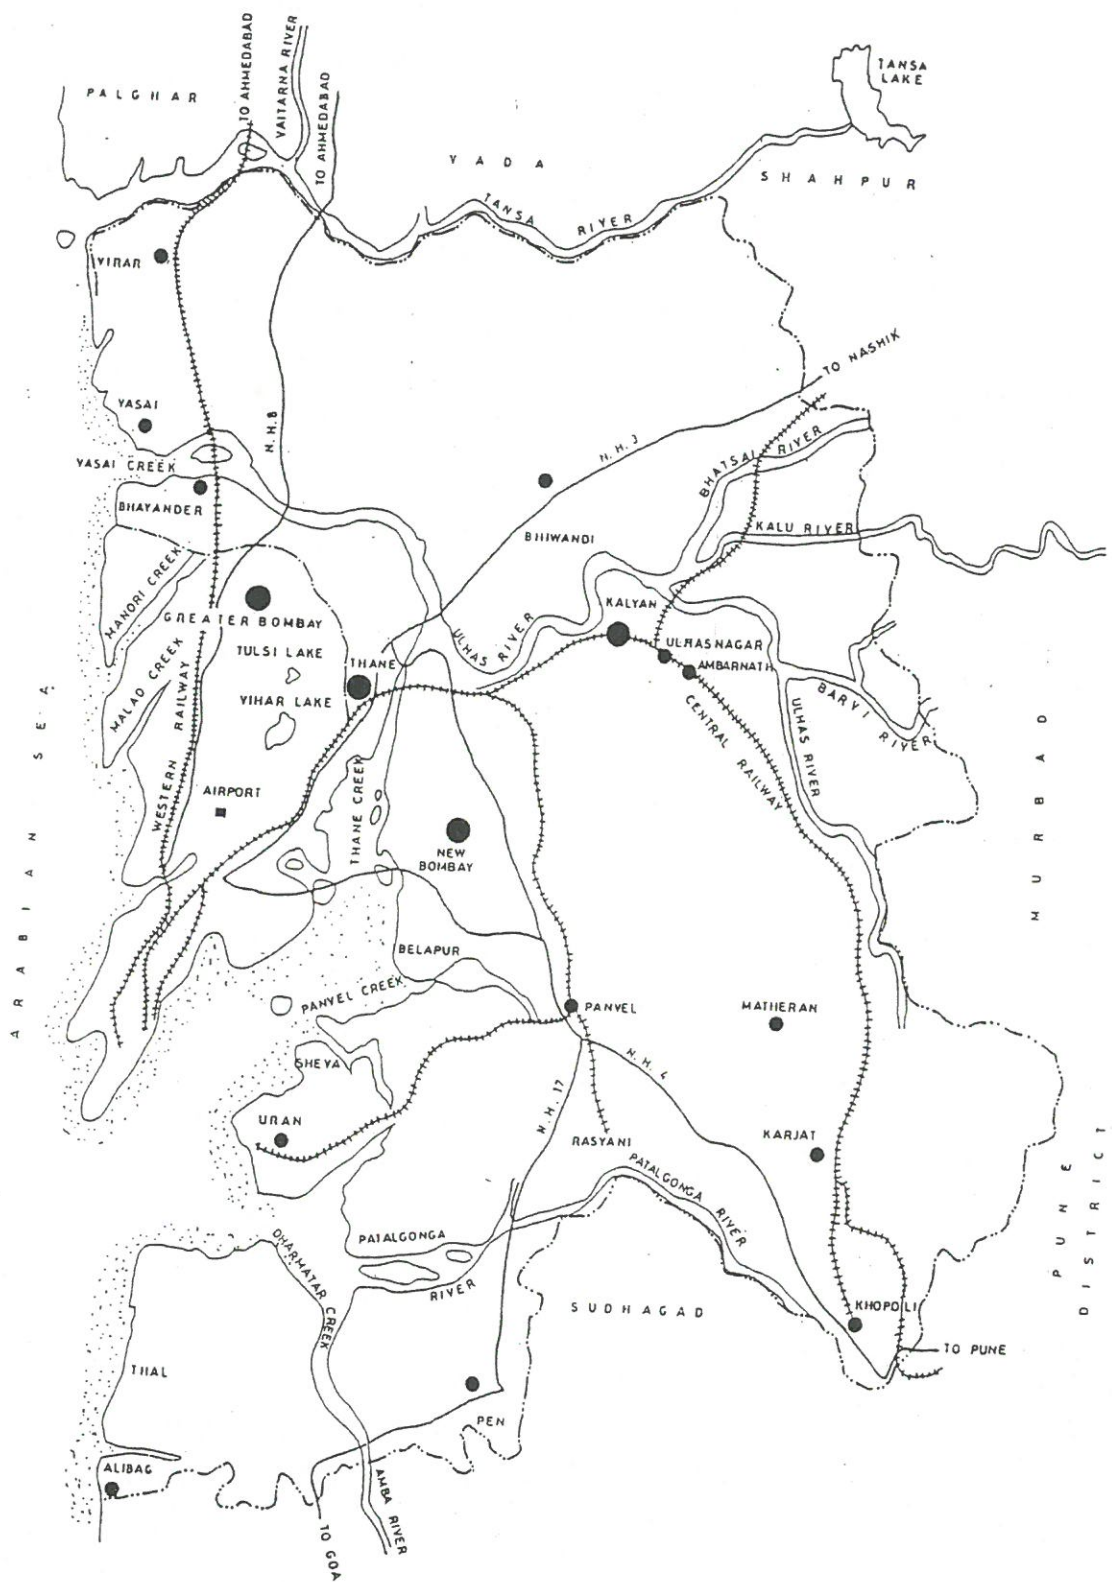 TANSA
LAKE
PALGHAR
TO AHMEDABAD
VAITARNA RIVER
TO AHMEDABAD
VADA
SHAHPUR
TANSA
RIVER
VIRAR
TO NASHIK
VASAI
N.H.8
N.H.3
BHATSAI RIVER
VASAI CREEK
BHAYANDER
BHIWANDI
KALU RIVER
MANORI CREEK
GREATER BOMBAY
KALYAN
ULHAS RIVER
ULHASNAGAR
TULSI LAKE
THANE
AMBARNATH
MALAD CREEK
VIHAR LAKE
BARVI
RIVER
ARABIAN SEA
WESTERN RAILWAY
CENTRAL RAILWAY
ULHAS RIVER
MURBAD
AIRPORT
THANE CREEK
NEW
BOMBAY
BELAPUR
PANVEL CREEK
PANVEL
MATHERAN
SHEVA
N.H.4
N.H.17
URAN
RASYANI
KARJAT
PATALGONGA
RIVER
PUNE
DISTRICT
DHARMATAR CREEK
PATALGONGA
RIVER
SUDHAGAD
KHOPOLI
TO PUNE
THAL
PEN
ALIBAG
AMBA RIVER
TO GOA